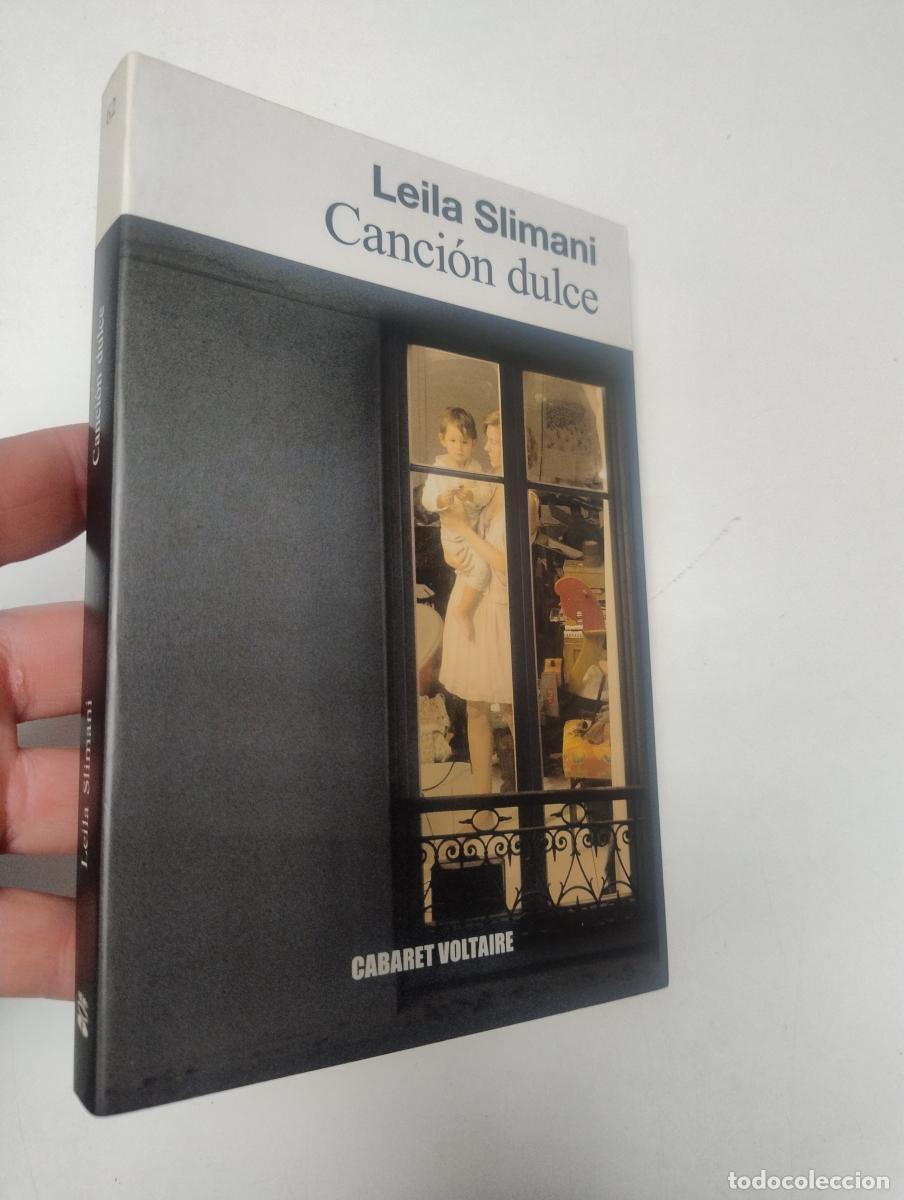 Leila Slimani
Canción dulce
CABARET VOLTAIRE
Canción dulce
Leila Slimani
todocoleccion